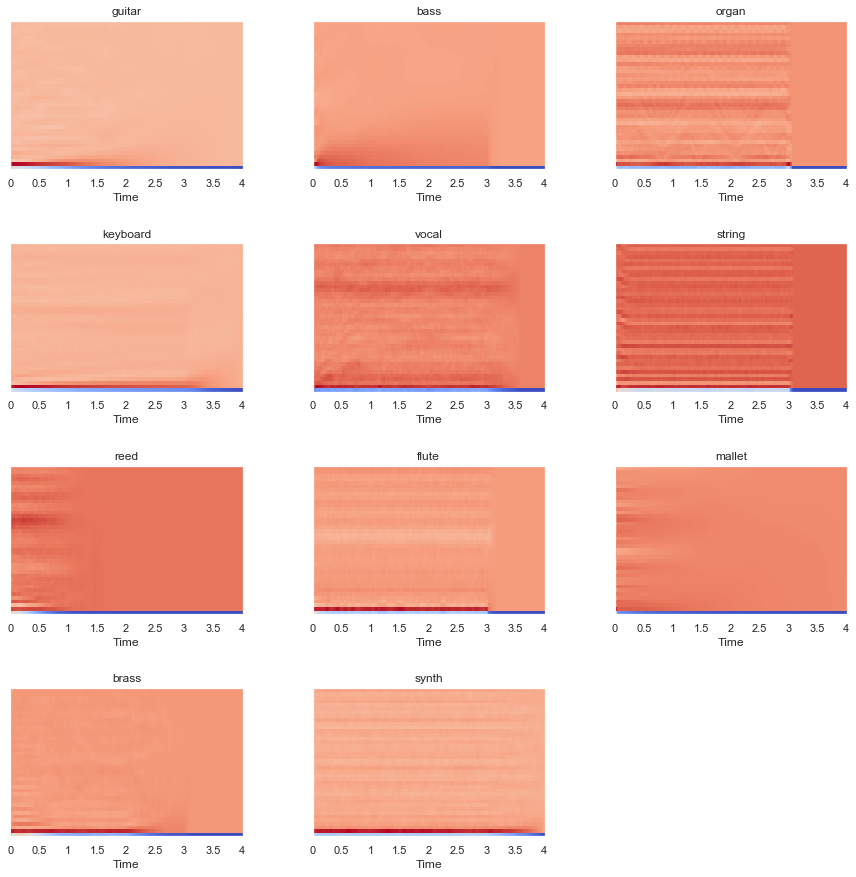 guitar bass organ
0 0.5 1 1.5 2 2.5 3 3.5 4 0 0.5 1 1.5 2 2.5 3 3.5 4 0 0.5 1 1.5 2 2.5 3 3.5 4
Time Time Time
keyboard vocal string
0 0.5 1 1.5 2 2.5 3 3.5 4 0 0.5 1 1.5 2 2.5 3 3.5 4 0 0.5 1 1.5 2 2.5 3 3.5 4
Time Time Time
reed flute mallet
0 0.5 1 1.5 2 2.5 3 3.5 4 0 0.5 1 1.5 2 2.5 3 3.5 4 0 0.5 1 1.5 2 2.5 3 3.5 4
Time Time Time
brass synth
0 0.5 1 1.5 2 2.5 3 3.5 4 0 0.5 1 1.5 2 2.5 3 3.5 4
Time Time